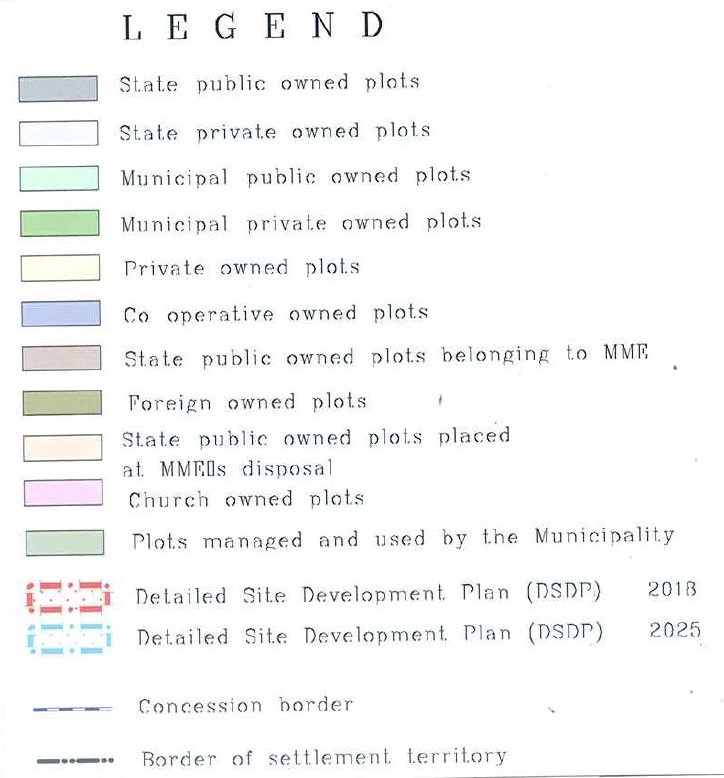 L E G E N D
State public owned plots
State private owned plots
Municipal public owned plots
Municipal private owned plots
Private owned plots
Co operative owned plots
State public owned plots belonging to MME
Foreign owned plots
State public owned plots placed
at MME▯s disposal
Church owned plots
Plots managed and used by the Municipality
Detailed Site Development Plan (DSDP) 2018
Detailed Site Development Plan (DSDP) 2025
Concession border
Border of settlement territory